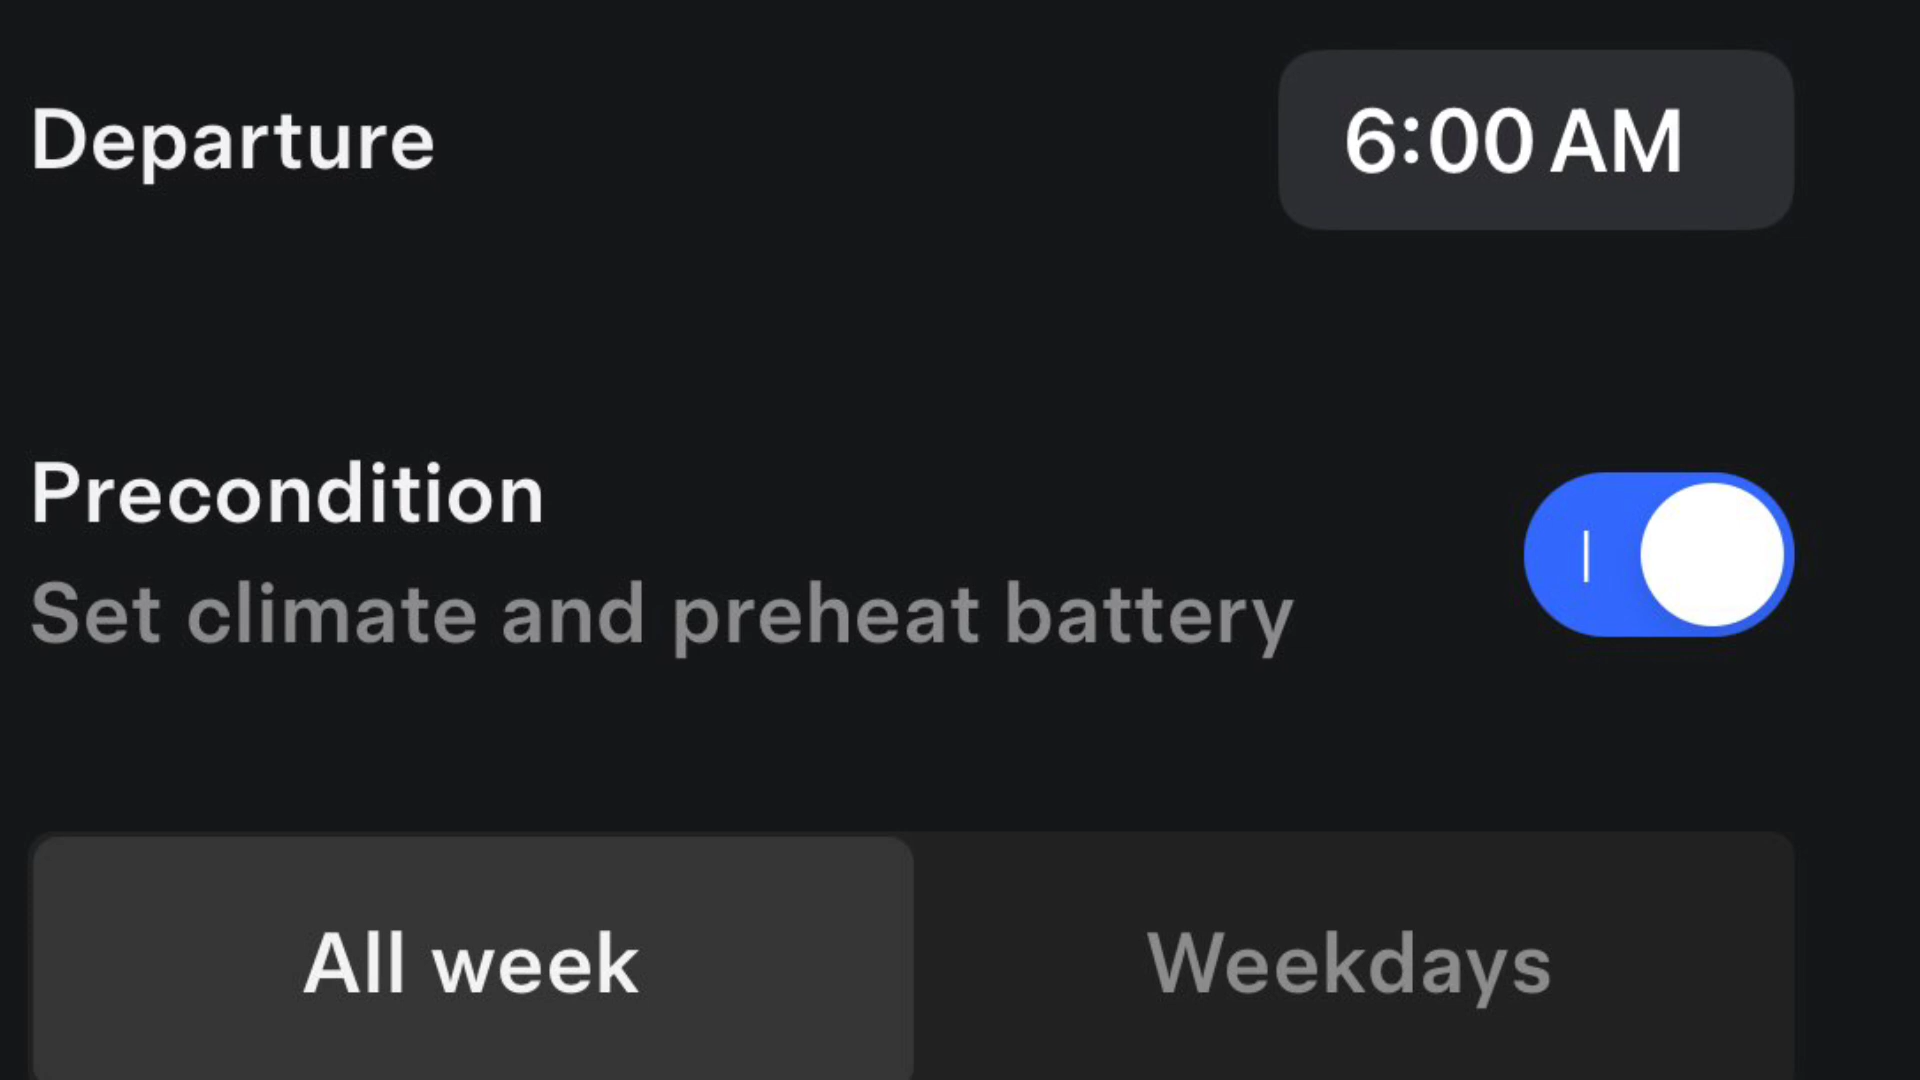 Departure
6:00 AM
Precondition
Set climate and preheat battery
All week
Weekdays